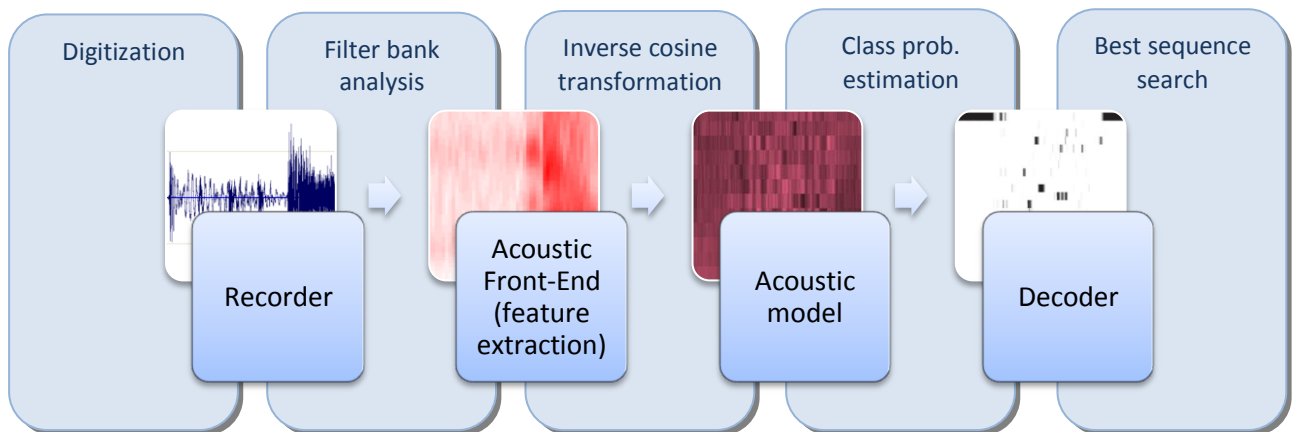 Digitization
Filter bank
analysis
Inverse cosine
transformation
Class prob.
estimation
Best sequence
search
Recorder
Acoustic
Front-End
(feature
extraction)
Acoustic
model
Decoder